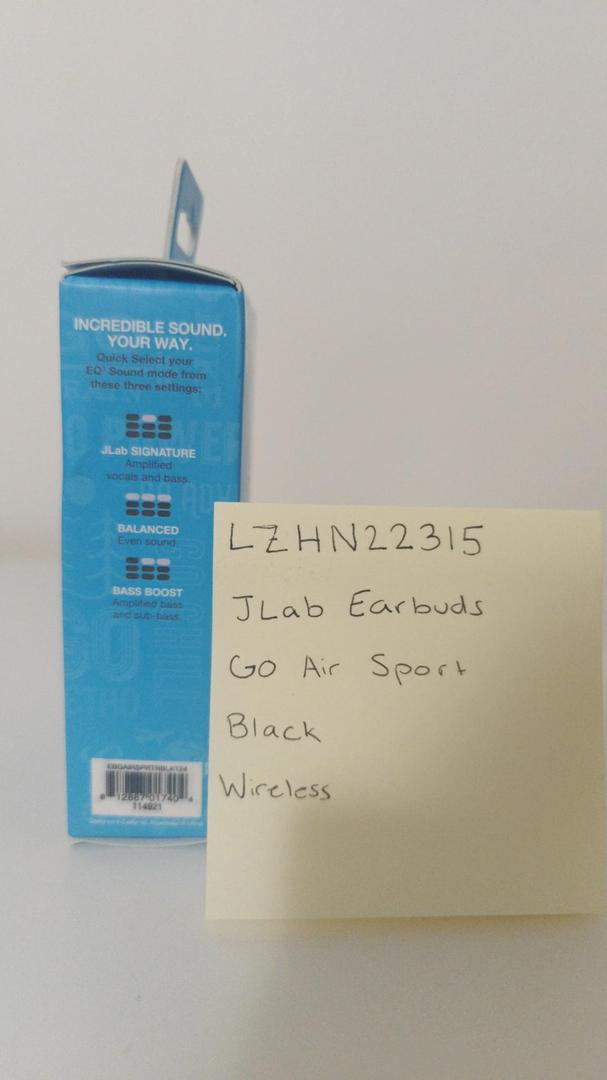 INCREDIBLE SOUND.
YOUR WAY.
Quick Select your
EQ³ Sound mode from
these three settings:
JLab SIGNATURE
Amplified
vocals and bass.
BALANCED
Even sound.
BASS BOOST
Amplified bass
and sub-bass.
114921
LZHN22315
JLab Earbuds
GO Air Sport
Black
Wireless